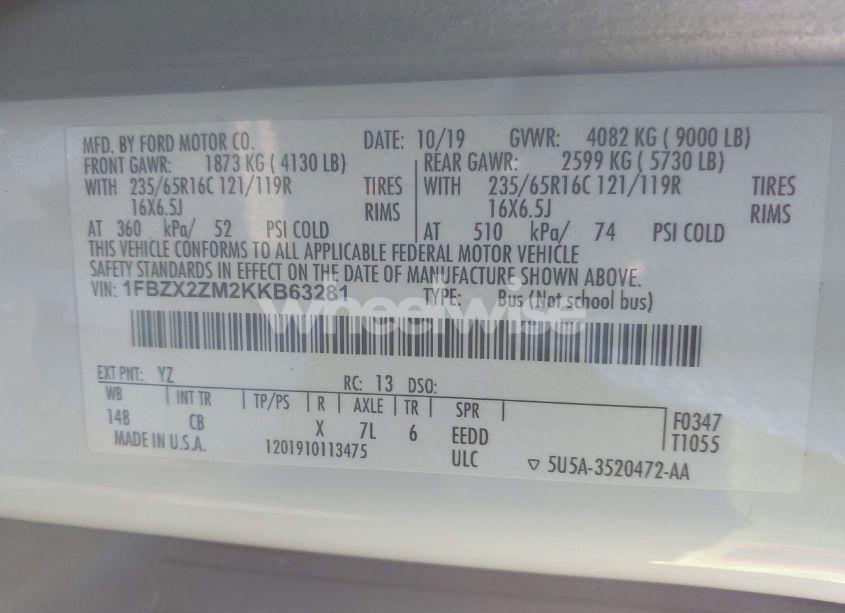 MFD. BY FORD MOTOR CO. DATE: 10/19 GVWR: 4082 KG ( 9000 LB)
FRONT GAWR: 1873 KG ( 4130 LB) REAR GAWR: 2599 KG ( 5730 LB)
WITH 235/65R16C 121/119R TIRES WITH 235/65R16C 121/119R TIRES
16X6.5J RIMS 16X6.5J RIMS
AT 360 kPa/ 52 PSI COLD AT 510 kPa/ 74 PSI COLD
THIS VEHICLE CONFORMS TO ALL APPLICABLE FEDERAL MOTOR VEHICLE
SAFETY STANDARDS IN EFFECT ON THE DATE OF MANUFACTURE SHOWN ABOVE.
VIN: 1FBZX2ZM2KKB63281 TYPE: Bus (Not school bus)
wheelwise
EXT PNT: YZ RC: 13 DSO:
WB INT TR TP/PS R AXLE TR SPR F0347
148 CB X 7L 6 EEDD T1055
MADE IN U.S.A. 1201910113475 ULC ▽ 5U5A-3520472-AA